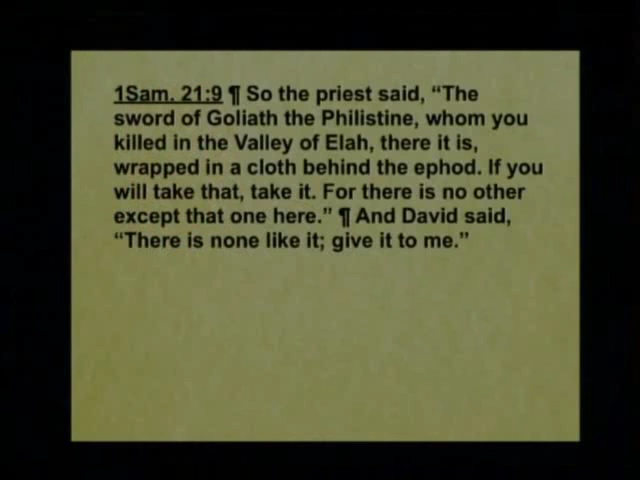 1Sam. 21:9 ¶ So the priest said, “The
sword of Goliath the Philistine, whom you
killed in the Valley of Elah, there it is,
wrapped in a cloth behind the ephod. If you
will take that, take it. For there is no other
except that one here.” ¶ And David said,
“There is none like it; give it to me.”